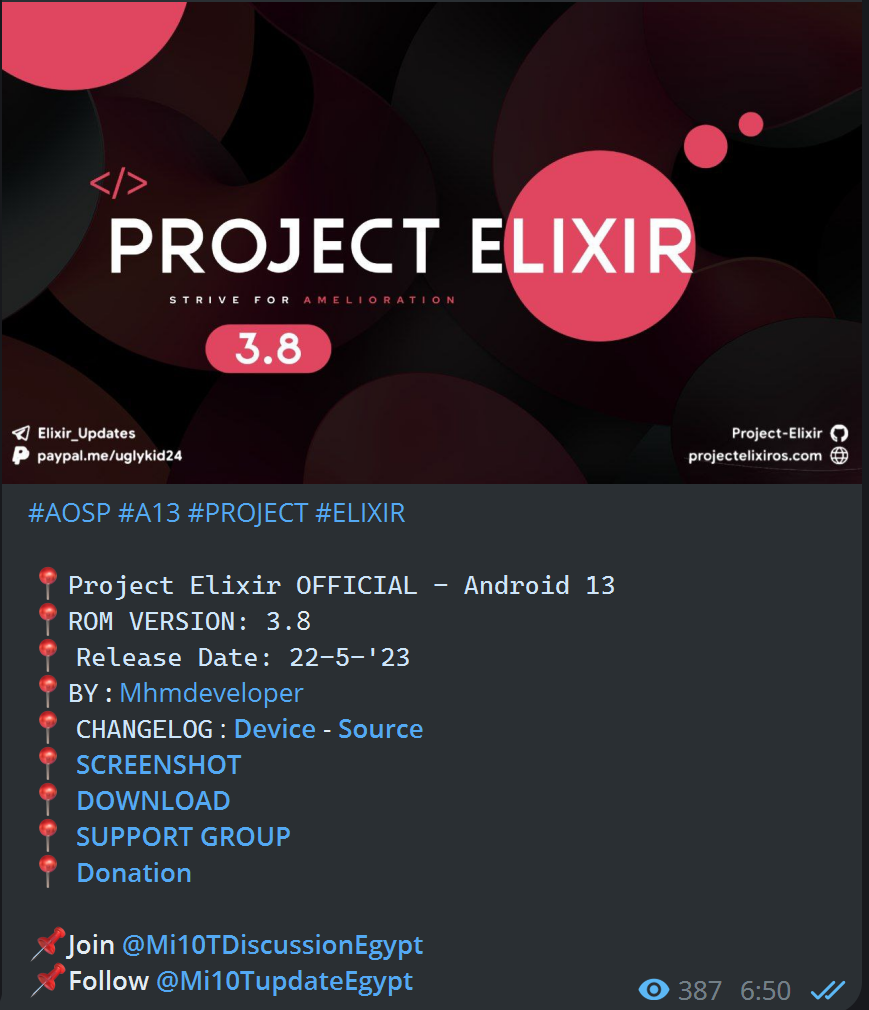 </>
PROJECT ELIXIR
STRIVE FOR AMELIORATION
3.8
Elixir_Updates
paypal.me/uglykid24
Project-Elixir
projectelixiros.com
#AOSP #A13 #PROJECT #ELIXIR
📍Project Elixir OFFICIAL - Android 13
📍ROM VERSION: 3.8
📍 Release Date: 22-5-'23
📍BY : Mhmdeveloper
📍 CHANGELOG : Device - Source
📍 SCREENSHOT
📍 DOWNLOAD
📍 SUPPORT GROUP
📍 Donation
📌Join @Mi10TDiscussionEgypt
📌Follow @Mi10TupdateEgypt
387 6:50